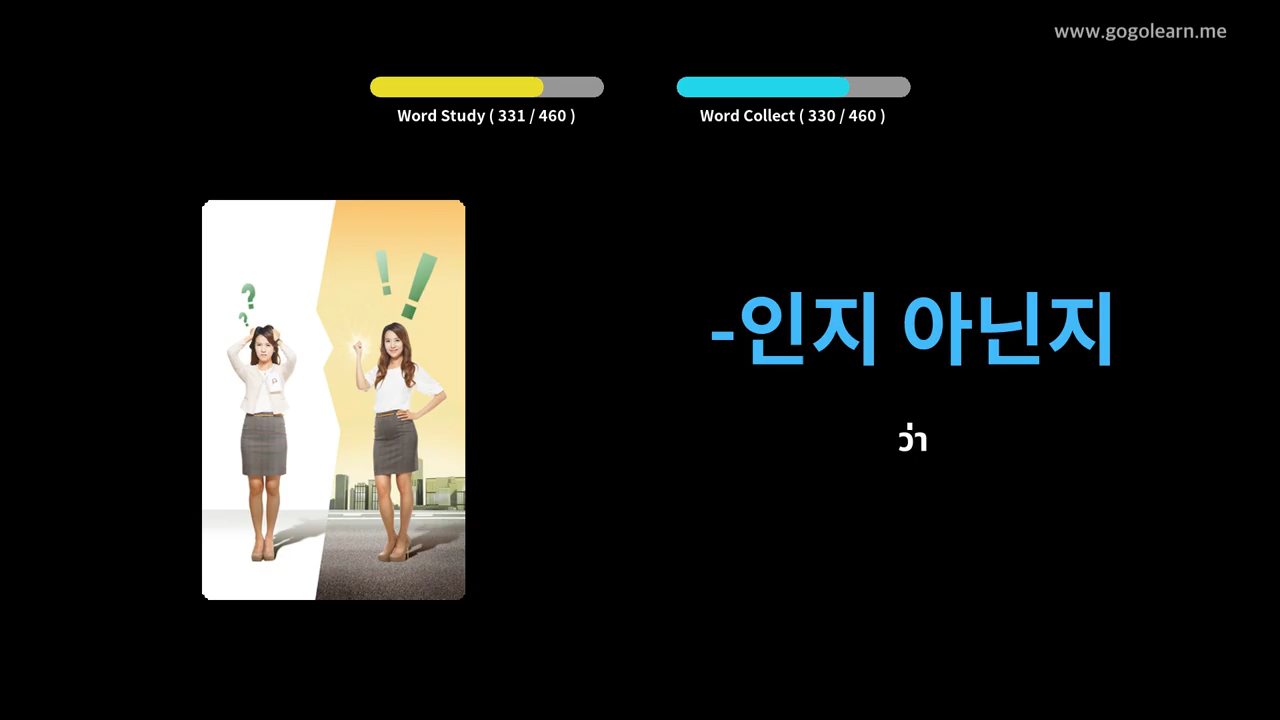 www.gogolearn.me
Word Study ( 331 / 460 )
Word Collect ( 330 / 460 )
-인지 아닌지
ว่า